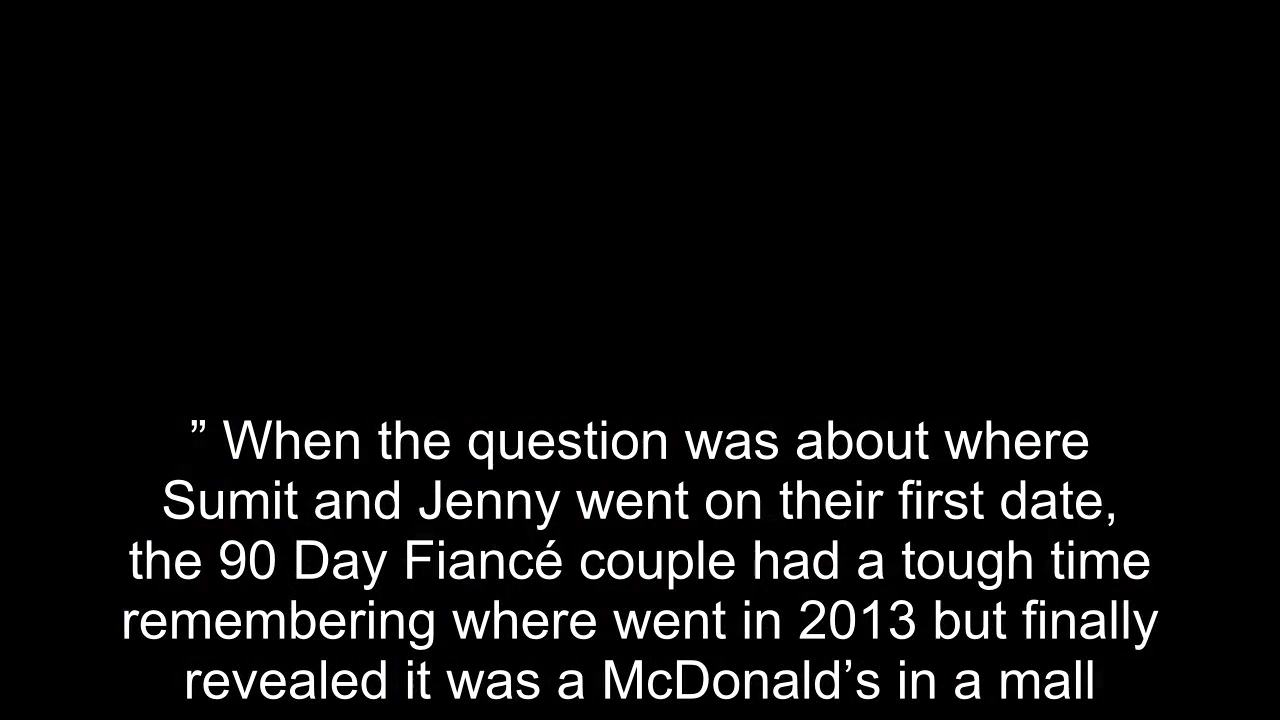 ” When the question was about where
Sumit and Jenny went on their first date,
the 90 Day Fiancé couple had a tough time
remembering where went in 2013 but finally
revealed it was a McDonald’s in a mall